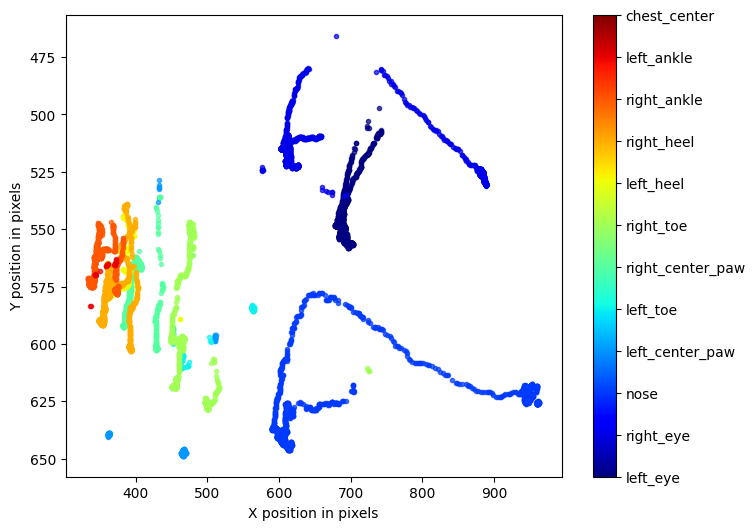 475
500
525
550
575
600
625
650
400
500
600
700
800
900
X position in pixels
Y position in pixels
chest_center
left_ankle
right_ankle
right_heel
left_heel
right_toe
right_center_paw
left_toe
left_center_paw
nose
right_eye
left_eye